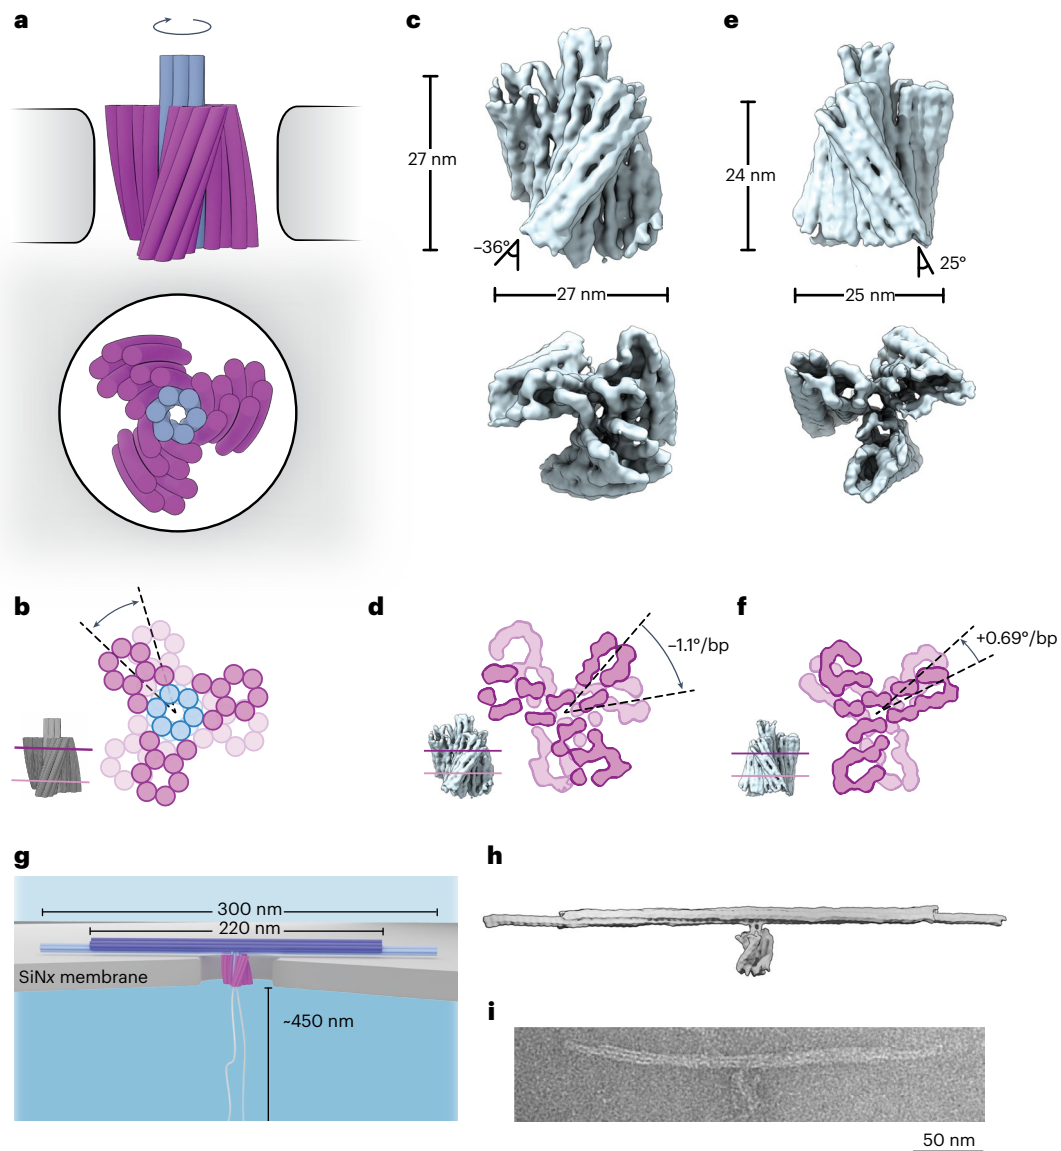 a
c
e
27 nm
–36°
27 nm
24 nm
25°
25 nm
b
d
f
–1.1°/bp
+0.69°/bp
g
300 nm
220 nm
SiNx membrane
~450 nm
h
i
50 nm